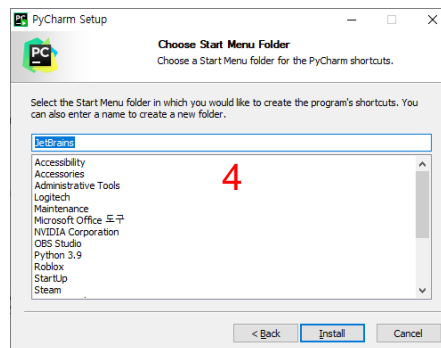 PyCharm Setup
PC
Choose Start Menu Folder
Choose a Start Menu folder for the PyCharm shortcuts.
Select the Start Menu folder in which you would like to create the program's shortcuts. You
can also enter a name to create a new folder.
JetBrains
Accessibility
Accessories
Administrative Tools
Logitech
Maintenance
Microsoft Office 도구
NVIDIA Corporation
OBS Studio
Python 3.9
Roblox
StartUp
Steam
4
< Back Install Cancel